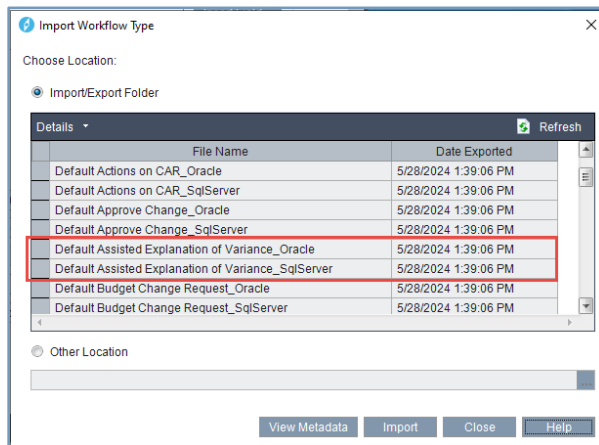 Import Workflow Type
Choose Location:
Import/Export Folder
Details Refresh
File Name Date Exported
Default Actions on CAR_Oracle 5/28/2024 1:39:06 PM
Default Actions on CAR_SqlServer 5/28/2024 1:39:06 PM
Default Approve Change_Oracle 5/28/2024 1:39:06 PM
Default Approve Change_SqlServer 5/28/2024 1:39:06 PM
Default Assisted Explanation of Variance_Oracle 5/28/2024 1:39:06 PM
Default Assisted Explanation of Variance_SqlServer 5/28/2024 1:39:06 PM
Default Budget Change Request_Oracle 5/28/2024 1:39:06 PM
Default Budget Change Request_SqlServer 5/28/2024 1:39:06 PM
Other Location
...
View Metadata Import Close Help